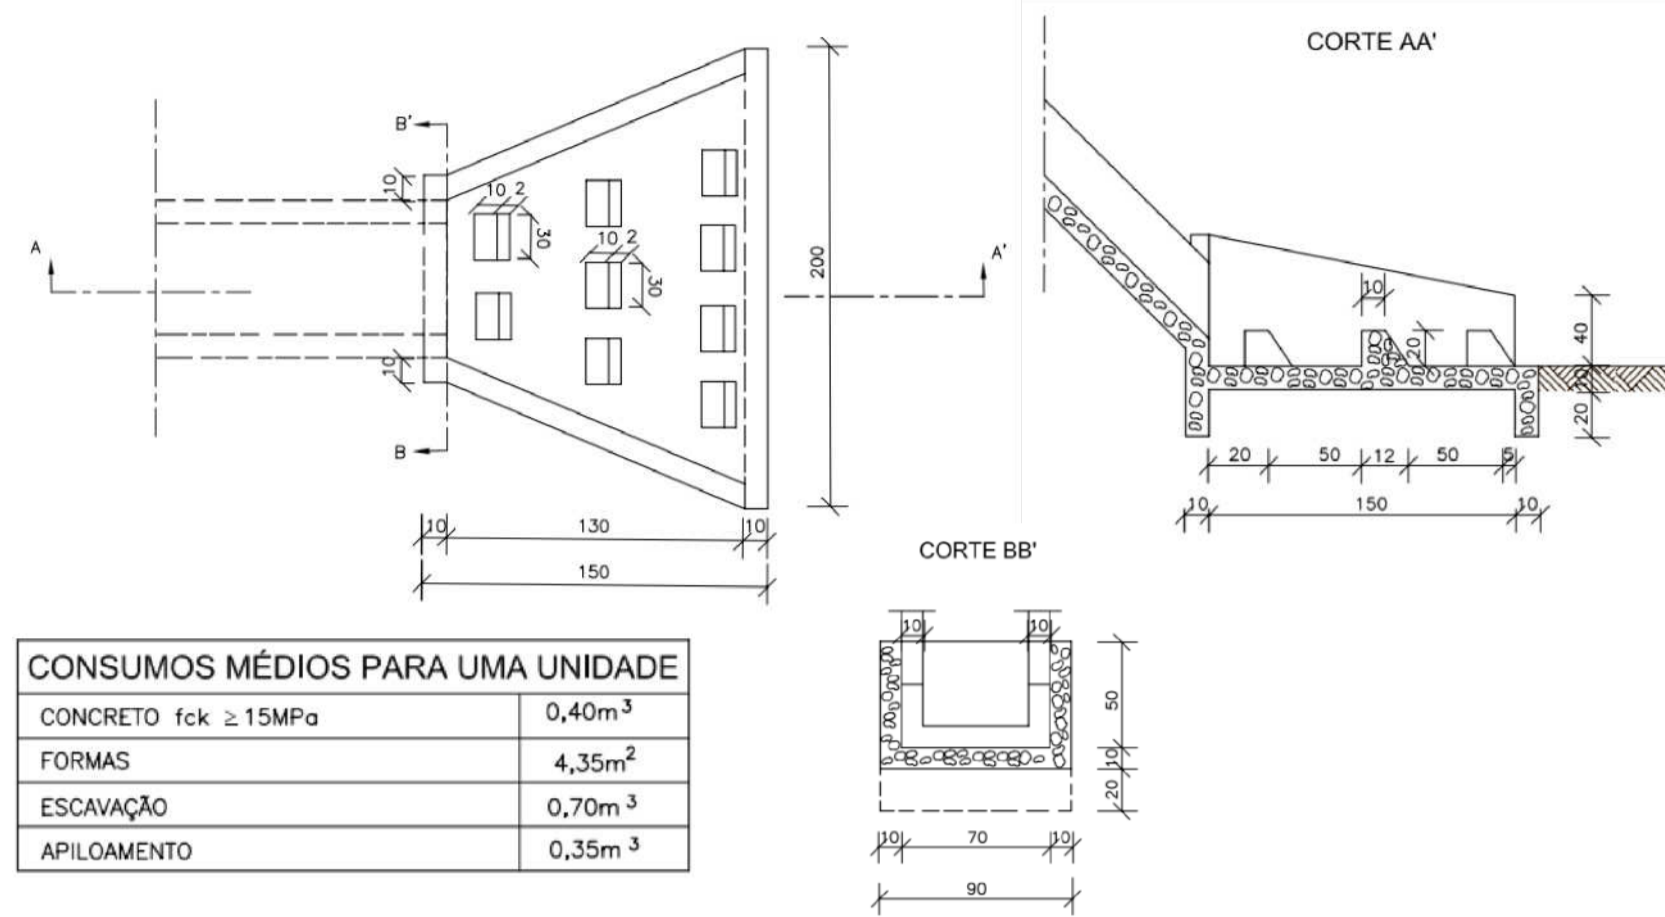 CORTE AA'
B'
10
A
10 2
30
10 2
30
200
A'
10
B
10 130 10
150
10
20
40
10
20
20 50 12 50 5
10 150 10
CORTE BB'
10 10
50
10
20
10 70 10
90
CONSUMOS MÉDIOS PARA UMA UNIDADE
CONCRETO fck ≥ 15MPa 0,40m³
FORMAS 4,35m²
ESCAVAÇÃO 0,70m³
APILOAMENTO 0,35m³